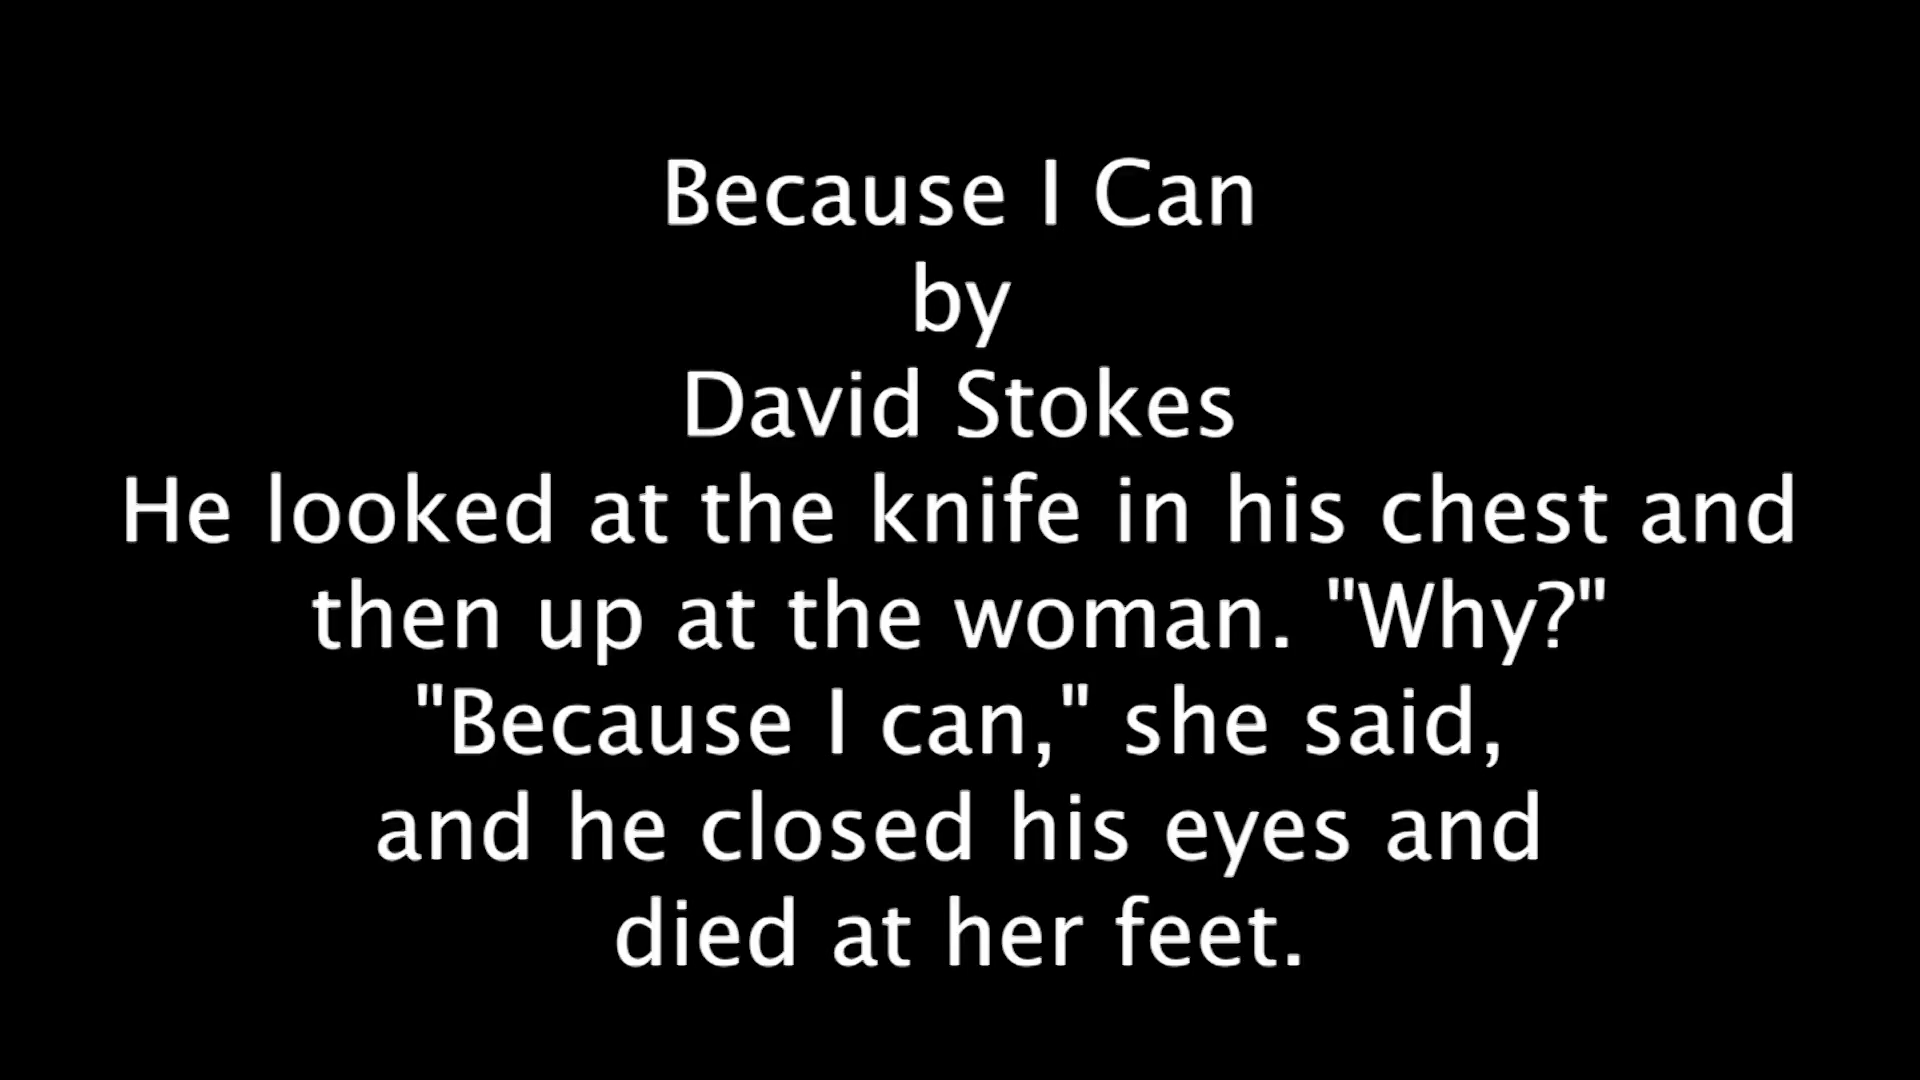 Because I Can
by
David Stokes
He looked at the knife in his chest and
then up at the woman. "Why?"
"Because I can," she said,
and he closed his eyes and
died at her feet.